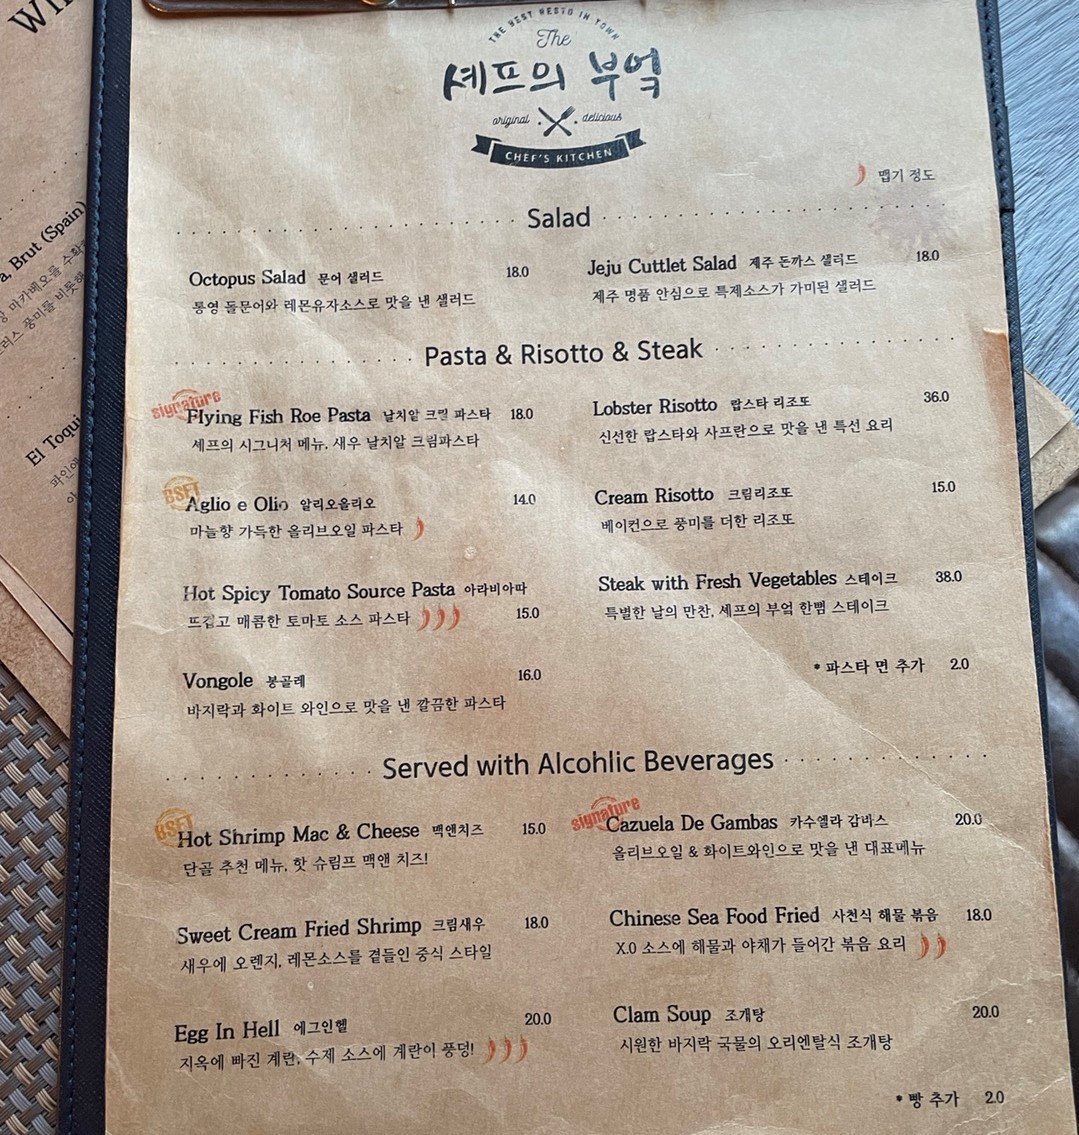 THE BEST RESTO IN TOWN
The
셰프의 부엌
original delicious
CHEF'S KITCHEN
맵기 정도
Salad
Octopus Salad 문어 샐러드 18.0
통영 돌문어와 레몬유자소스로 맛을 낸 샐러드
Jeju Cuttlet Salad 제주 돈까스 샐러드 18.0
제주 명품 안심으로 특제소스가 가미된 샐러드
Pasta & Risotto & Steak
signature
Flying Fish Roe Pasta 날치알 크림 파스타 18.0
셰프의 시그니처 메뉴, 새우 날치알 크림파스타
BSFT
Aglio e Olio 알리오올리오 14.0
마늘향 가득한 올리브오일 파스타
Hot Spicy Tomato Source Pasta 아라비아따
뜨겁고 매콤한 토마토 소스 파스타 15.0
Vongole 봉골레 16.0
바지락과 화이트 와인으로 맛을 낸 깔끔한 파스타
Lobster Risotto 랍스타 리조또 36.0
신선한 랍스타와 사프란으로 맛을 낸 특선 요리
Cream Risotto 크림리조또 15.0
베이컨으로 풍미를 더한 리조또
Steak with Fresh Vegetables 스테이크 38.0
특별한 날의 만찬, 셰프의 부엌 한뼘 스테이크
* 파스타 면 추가 2.0
Served with Alcohlic Beverages
BSFT
Hot Shrimp Mac & Cheese 맥앤치즈 15.0
단골 추천 메뉴, 핫 슈림프 맥앤 치즈!
Sweet Cream Fried Shrimp 크림새우 18.0
새우에 오렌지, 레몬소스를 곁들인 중식 스타일
Egg In Hell 에그인헬 20.0
지옥에 빠진 계란, 수제 소스에 계란이 풍덩!
signature
Cazuela De Gambas 카수엘라 감바스 20.0
올리브오일 & 화이트와인으로 맛을 낸 대표메뉴
Chinese Sea Food Fried 사천식 해물 볶음 18.0
X.O 소스에 해물과 야채가 들어간 볶음 요리
Clam Soup 조개탕 20.0
시원한 바지락 국물의 오리엔탈식 조개탕
* 빵 추가 2.0
a, Brut (Spain)
마카베오를
풍미를 비롯해
El Toqui